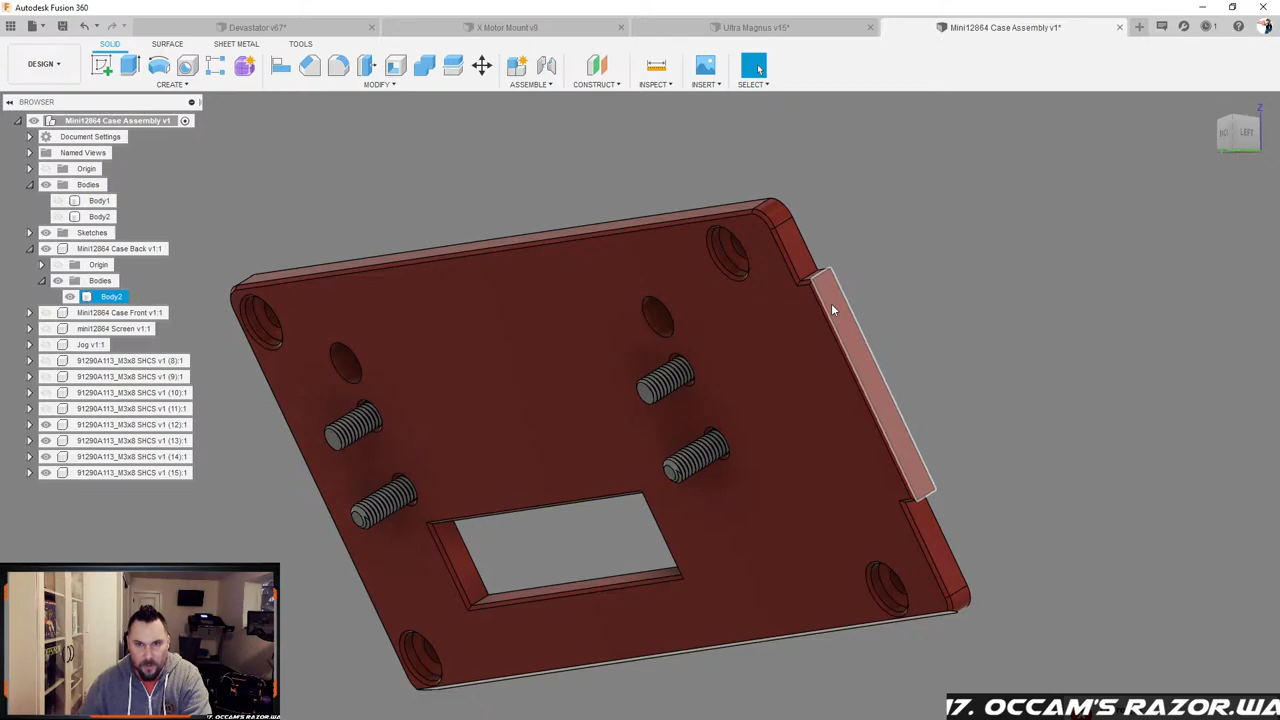 Autodesk Fusion 360
Devastator v67*
X Motor Mount v9
Ultra Magnus v15*
Mini12864 Case Assembly v1*
1
DESIGN
SOLID
SURFACE
SHEET METAL
TOOLS
CREATE
MODIFY
ASSEMBLE
CONSTRUCT
INSPECT
INSERT
SELECT
BROWSER
Mini12864 Case Assembly v1
Document Settings
Named Views
Origin
Bodies
Body1
Body2
Sketches
Mini12864 Case Back v1:1
Origin
Bodies
Body2
Mini12864 Case Front v1:1
mini12864 Screen v1:1
Jog v1:1
91290A113_M3x8 SHCS v1 (8):1
91290A113_M3x8 SHCS v1 (9):1
91290A113_M3x8 SHCS v1 (10):1
91290A113_M3x8 SHCS v1 (11):1
91290A113_M3x8 SHCS v1 (12):1
91290A113_M3x8 SHCS v1 (13):1
91290A113_M3x8 SHCS v1 (14):1
91290A113_M3x8 SHCS v1 (15):1
Z
LEFT
17. OCCAM'S RAZOR.WA
17. OCCAM'S RAZOR.WA